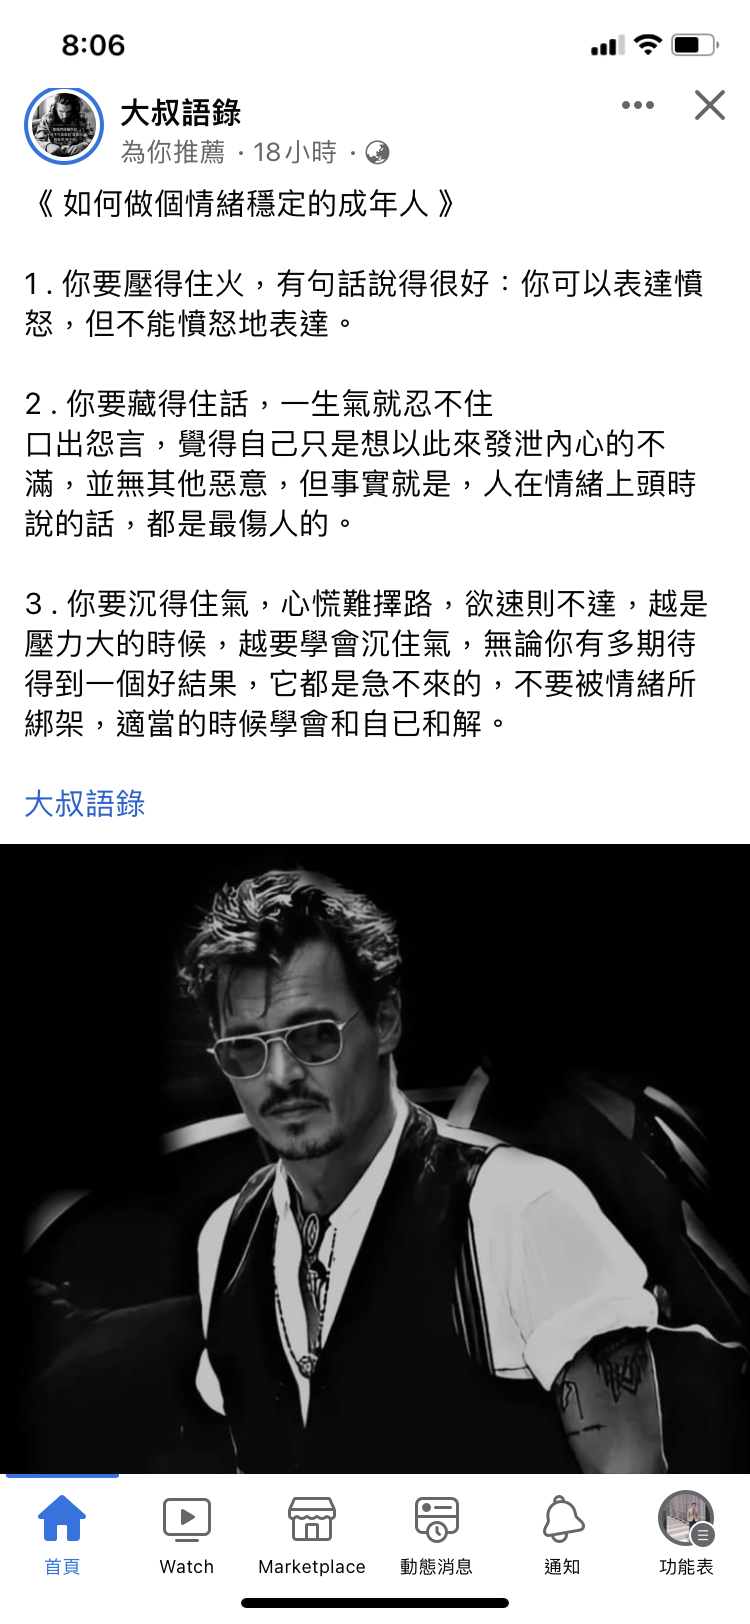 8:06
大叔語錄
為你推薦 · 18小時 ·
《 如何做個情緒穩定的成年人 》
1 . 你要壓得住火，有句話說得很好：你可以表達憤
怒，但不能憤怒地表達。
2 . 你要藏得住話，一生氣就忍不住
口出怨言，覺得自己只是想以此來發泄內心的不
滿，並無其他惡意，但事實就是，人在情緒上頭時
說的話，都是最傷人的。
3 . 你要沉得住氣，心慌難擇路，欲速則不達，越是
壓力大的時候，越要學會沉住氣，無論你有多期待
得到一個好結果，它都是急不來的，不要被情緒所
綁架，適當的時候學會和自已和解。
大叔語錄
首頁
Watch
Marketplace
動態消息
通知
功能表